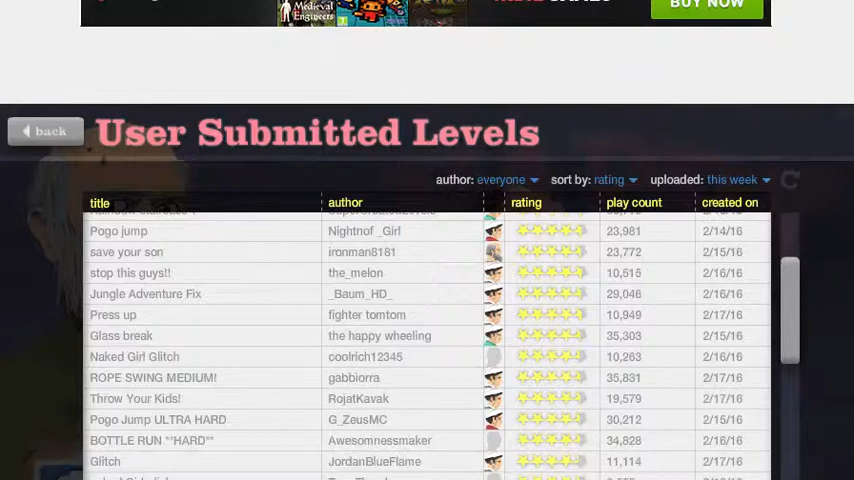 Medieval Engineers
BUY NOW
back
User Submitted Levels
author: everyone sort by: rating uploaded: this week
title author rating play count created on
Pogo jump Nightnof _Girl 23,981 2/14/16
save your son ironman8181 23,772 2/15/16
stop this guys!! the_melon 10,515 2/16/16
Jungle Adventure Fix _Baum_HD_ 29,046 2/16/16
Press up fighter tomtom 10,949 2/17/16
Glass break the happy wheeling 35,303 2/15/16
Naked Girl Glitch coolrich12345 10,263 2/16/16
ROPE SWING MEDIUM! gabbiorra 35,831 2/17/16
Throw Your Kids! RojatKavak 19,579 2/17/16
Pogo Jump ULTRA HARD G_ZeusMC 30,212 2/15/16
BOTTLE RUN **HARD** Awesomnessmaker 34,828 2/16/16
Glitch JordanBlueFlame 11,114 2/17/16